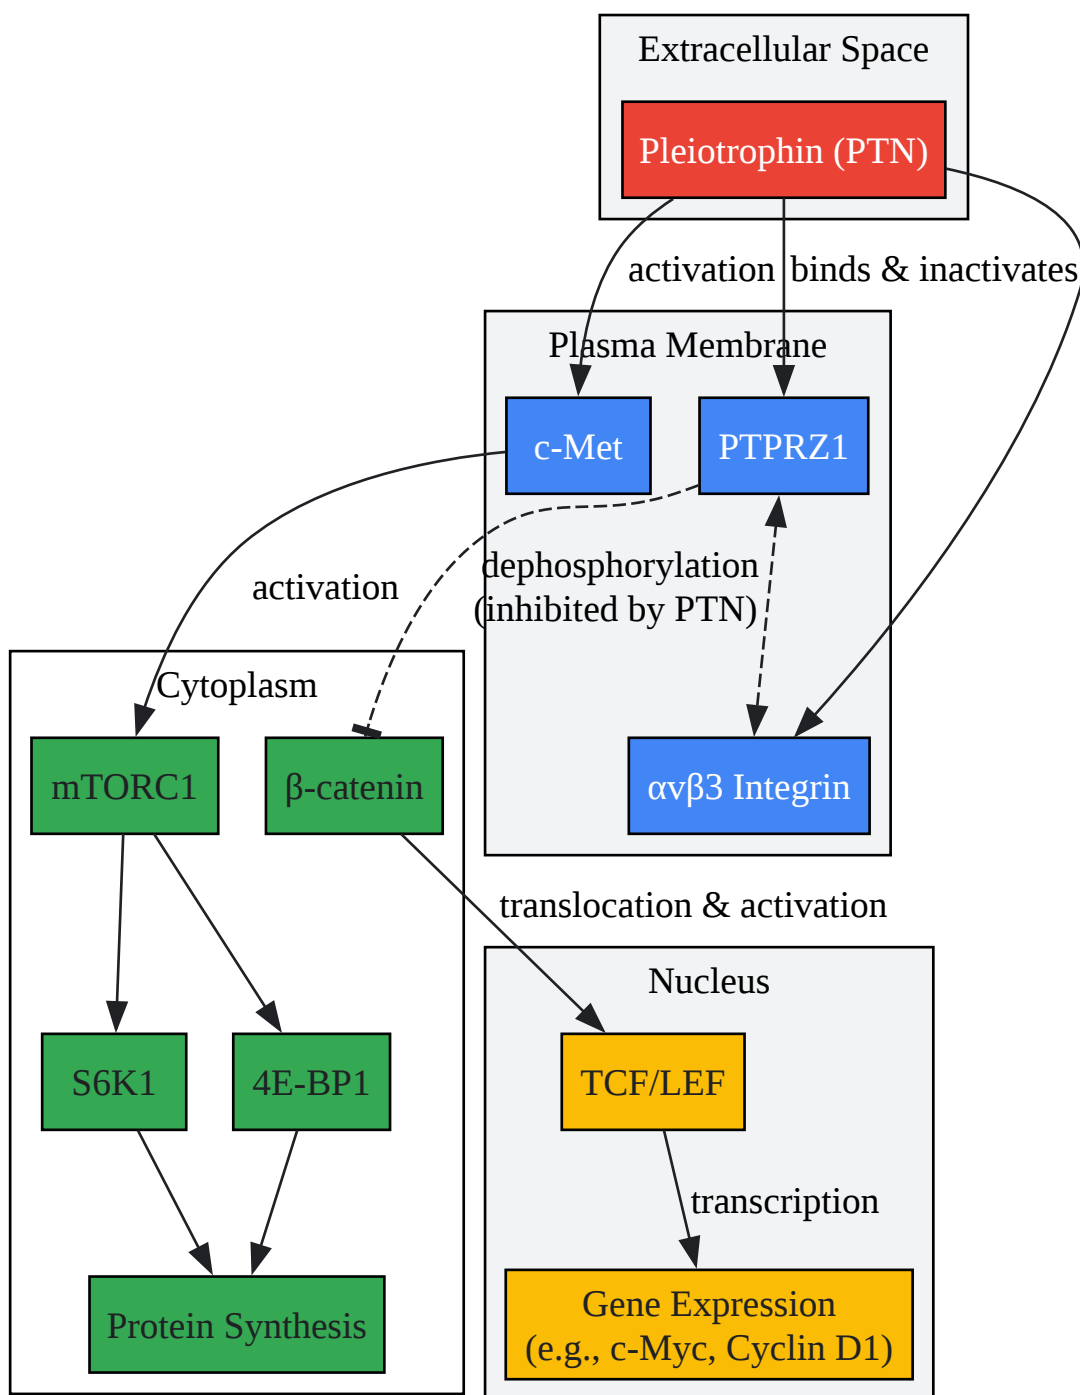 Extracellular Space
Pleiotrophin (PTN)
activation
binds & inactivates
Plasma Membrane
c-Met
PTPRZ1
dephosphorylation
(inhibited by PTN)
activation
Cytoplasm
mTORC1
β-catenin
αvβ3 Integrin
translocation & activation
Nucleus
S6K1
4E-BP1
TCF/LEF
transcription
Protein Synthesis
Gene Expression
(e.g., c-Myc, Cyclin D1)